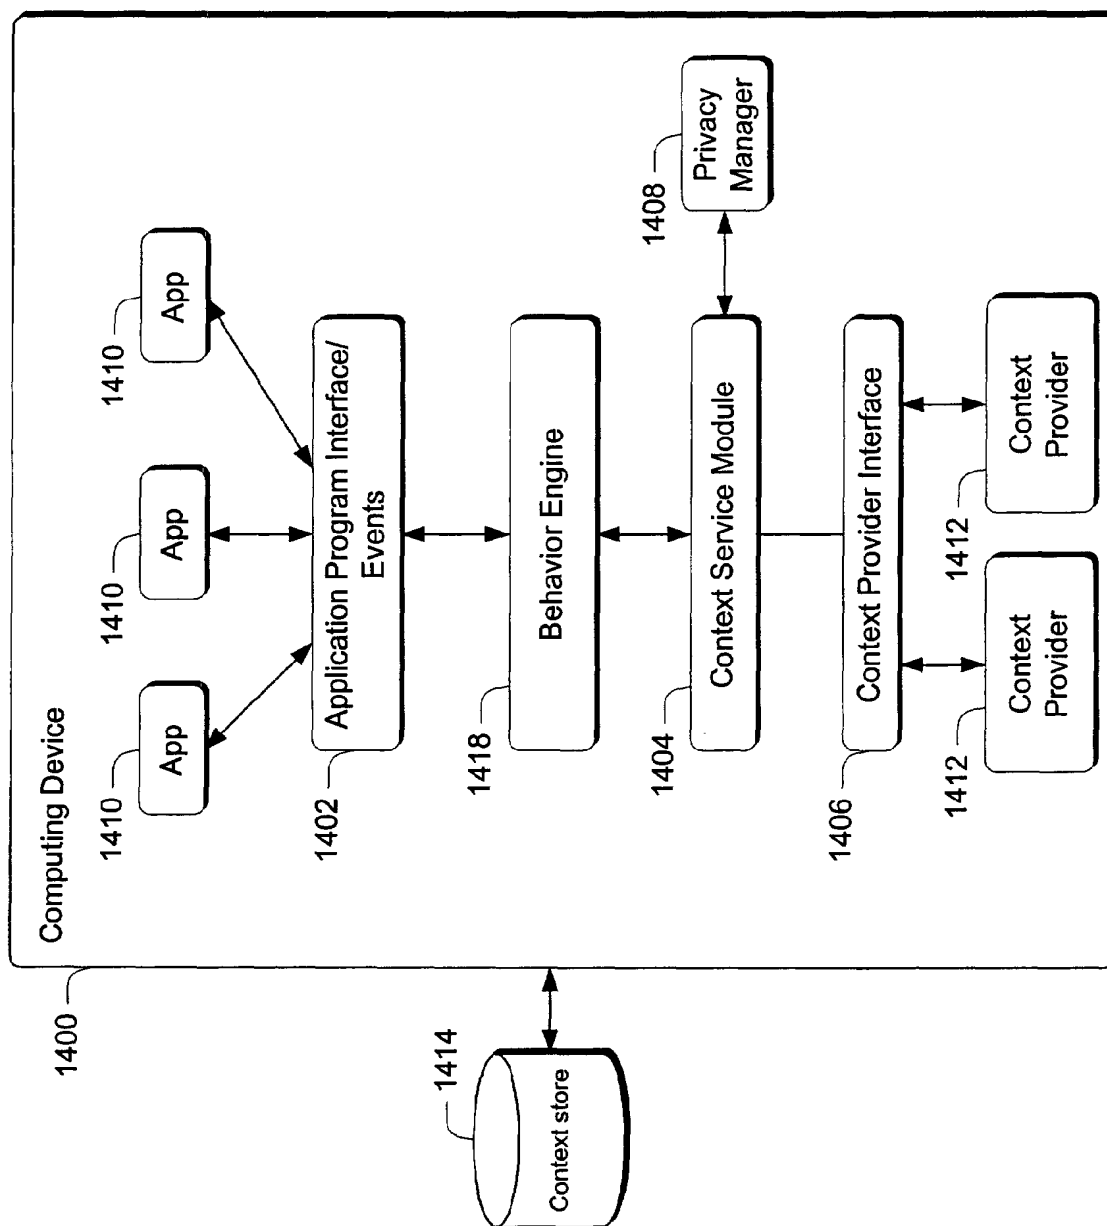 Computing Device
1400
1410
App
1410
App
1410
App
1402
Application Program Interface/
Events
1418
Behavior Engine
1404
Context Service Module
1408
Privacy
Manager
1406
Context Provider Interface
1412
Context
Provider
1412
Context
Provider
1414
Context store